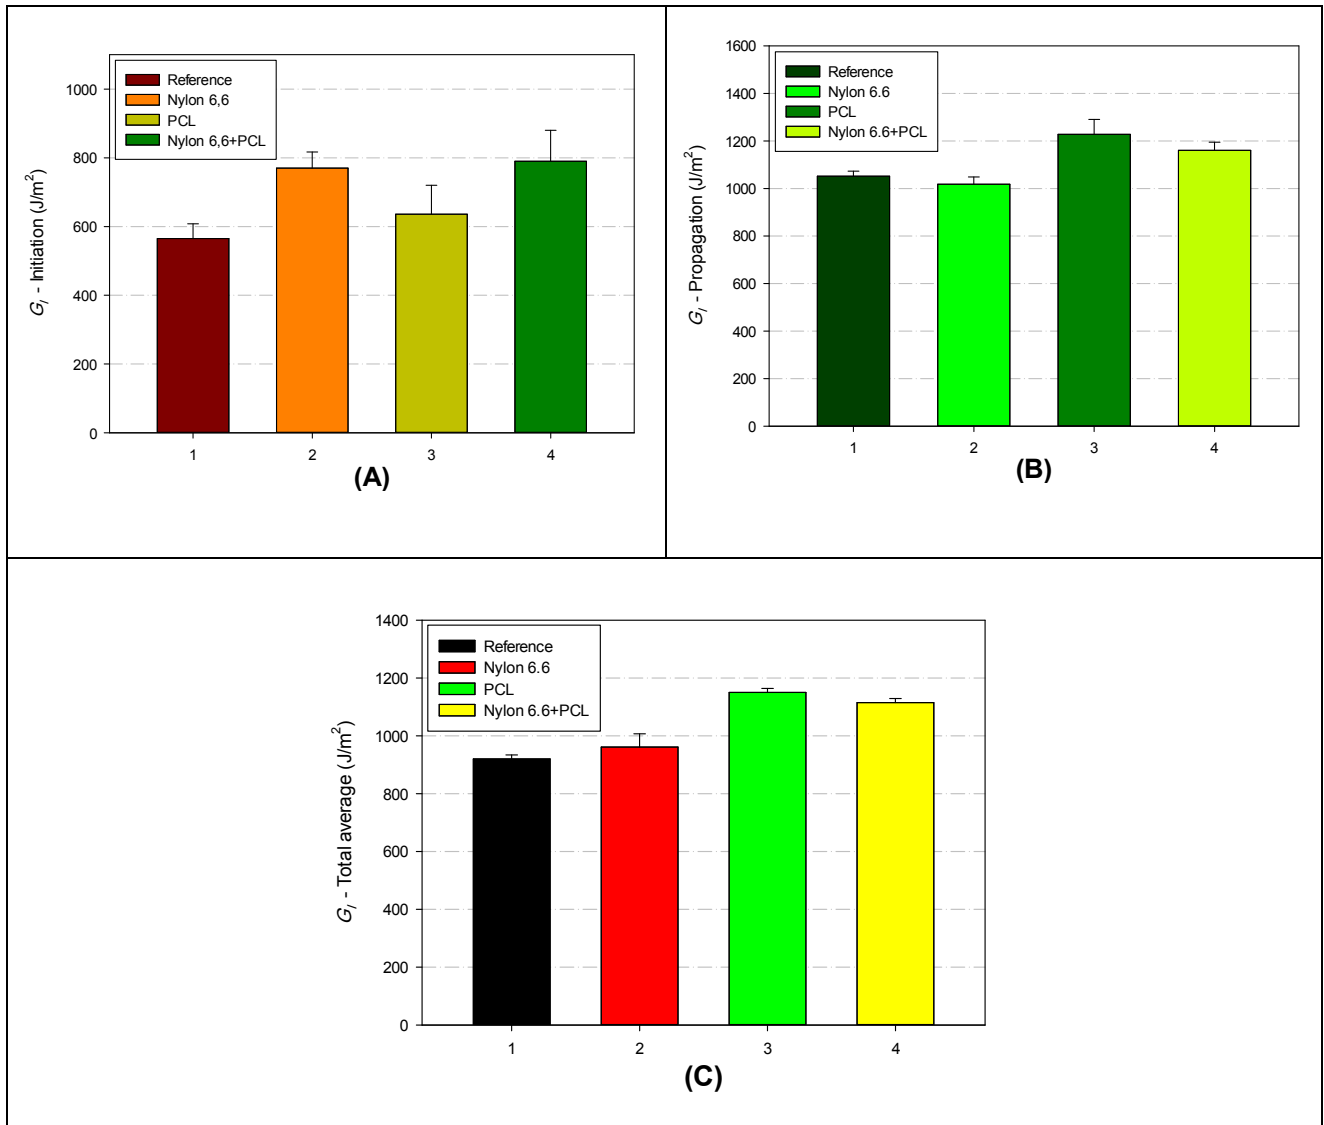 Reference
Nylon 6,6
PCL
Nylon 6,6+PCL
G_I - Initiation (J/m²)
1000
800
600
400
200
0
1 2 3 4
(A)
Reference
Nylon 6.6
PCL
Nylon 6.6+PCL
G_I - Propagation (J/m²)
1600
1400
1200
1000
800
600
400
200
0
1 2 3 4
(B)
Reference
Nylon 6.6
PCL
Nylon 6.6+PCL
G_I - Total average (J/m²)
1400
1200
1000
800
600
400
200
0
1 2 3 4
(C)